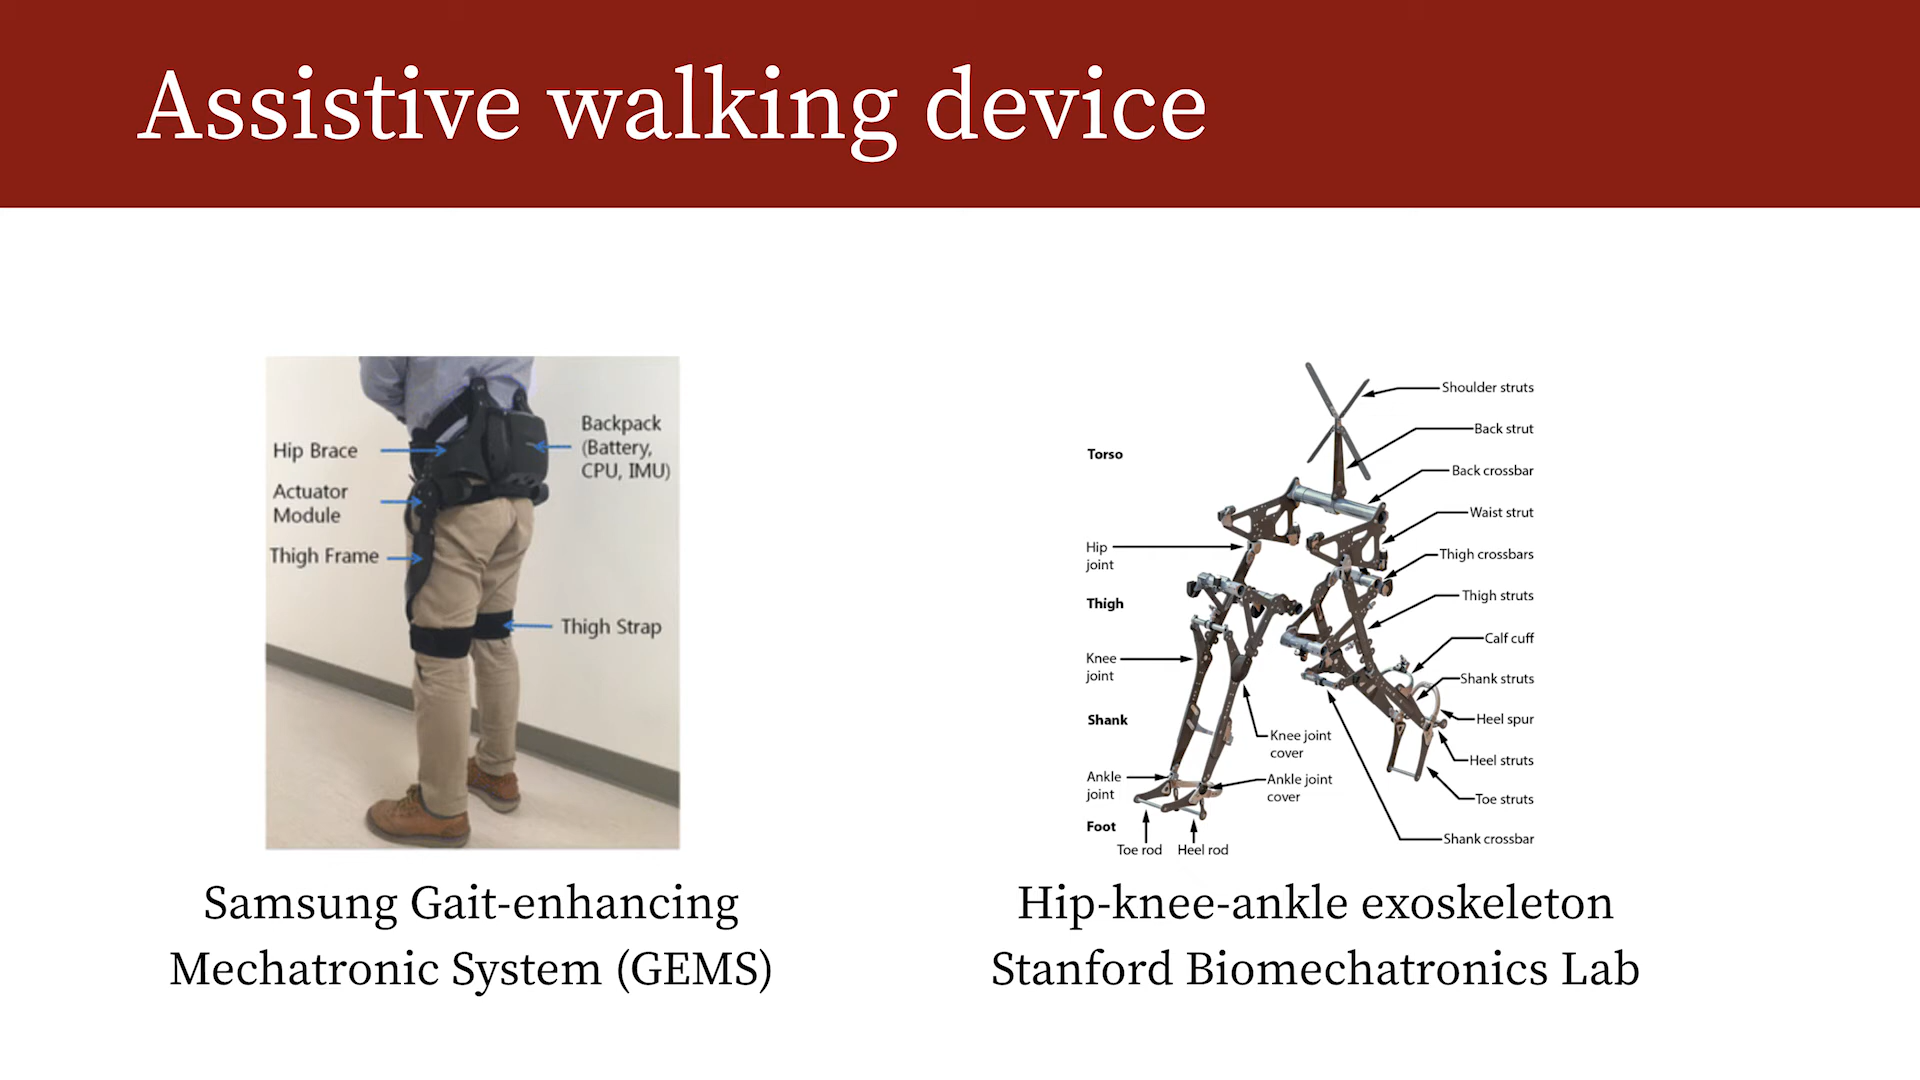 Assistive walking device
Hip Brace
Actuator
Module
Thigh Frame
Backpack
(Battery,
CPU, IMU)
Thigh Strap
Samsung Gait-enhancing
Mechatronic System (GEMS)
Torso
Hip
joint
Thigh
Knee
joint
Shank
Ankle
joint
Foot
Toe rod
Heel rod
Knee joint
cover
Ankle joint
cover
Shoulder struts
Back strut
Back crossbar
Waist strut
Thigh crossbars
Thigh struts
Calf cuff
Shank struts
Heel spur
Heel struts
Toe struts
Shank crossbar
Hip-knee-ankle exoskeleton
Stanford Biomechatronics Lab